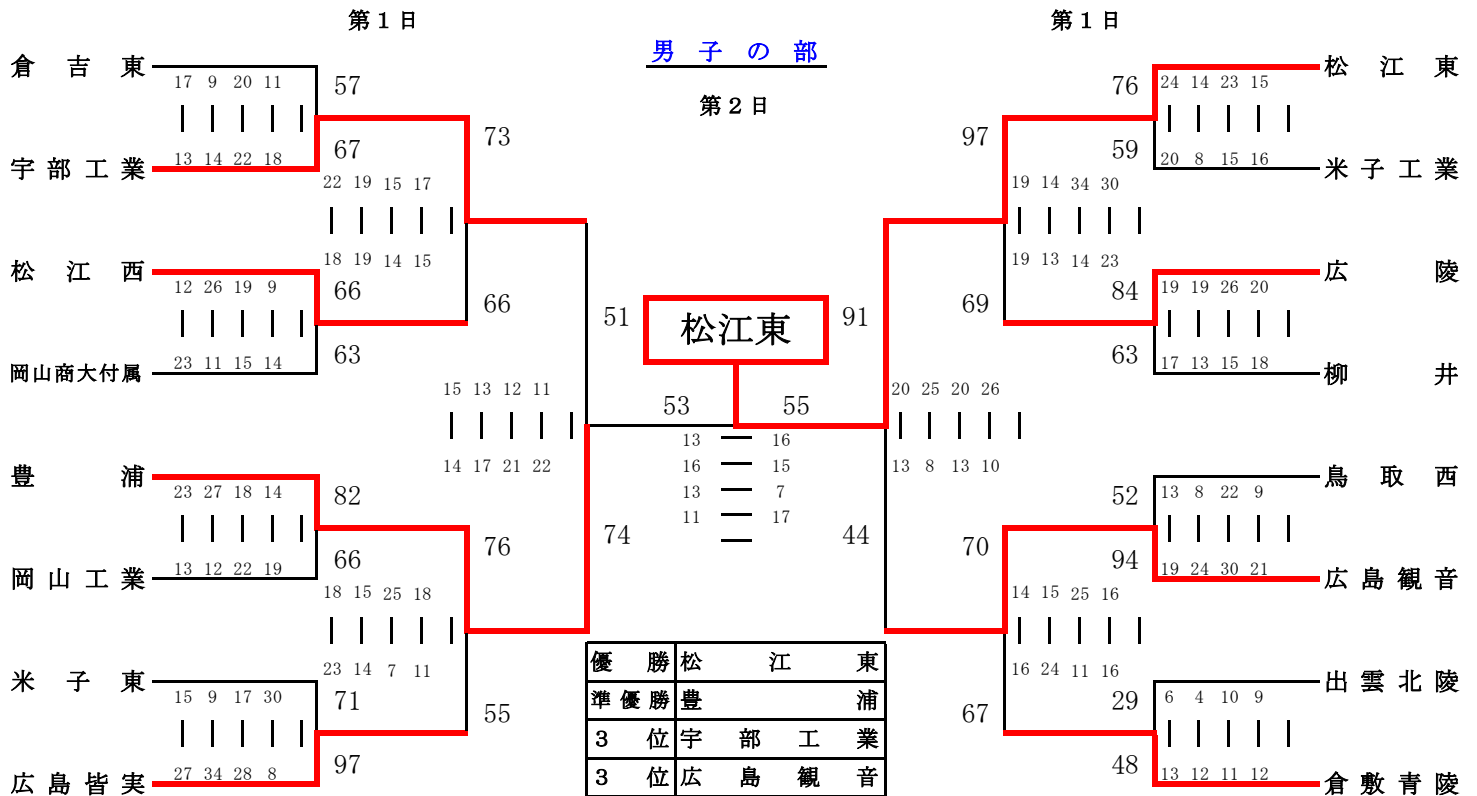 第1日
第1日
男子の部
第2日
倉吉東
17 9 20 11
57
13 14 22 18
67
宇部工業
73
22 19 15 17
18 19 14 15
松江西
12 26 19 9
66
66
23 11 15 14
63
岡山商大付属
51
15 13 12 11
14 17 21 22
豊浦
23 27 18 14
82
13 12 22 19
66
岡山工業
76
74
18 15 25 18
23 14 7 11
米子東
15 9 17 30
71
55
27 34 28 8
97
広島皆実
松江東
53 55
13 16
16 15
13 7
11 17
松江東
24 14 23 15
76
20 8 15 16
59
米子工業
97
19 14 34 30
19 13 14 23
広陵
19 19 26 20
84
69
17 13 15 18
63
柳井
91
20 25 20 26
13 8 13 10
鳥取西
13 8 22 9
52
19 24 30 21
94
広島観音
70
44
14 15 25 16
16 24 11 16
出雲北陵
6 4 10 9
29
67
13 12 11 12
48
倉敷青陵
優勝 松江東
準優勝 豊浦
3位 宇部工業
3位 広島観音